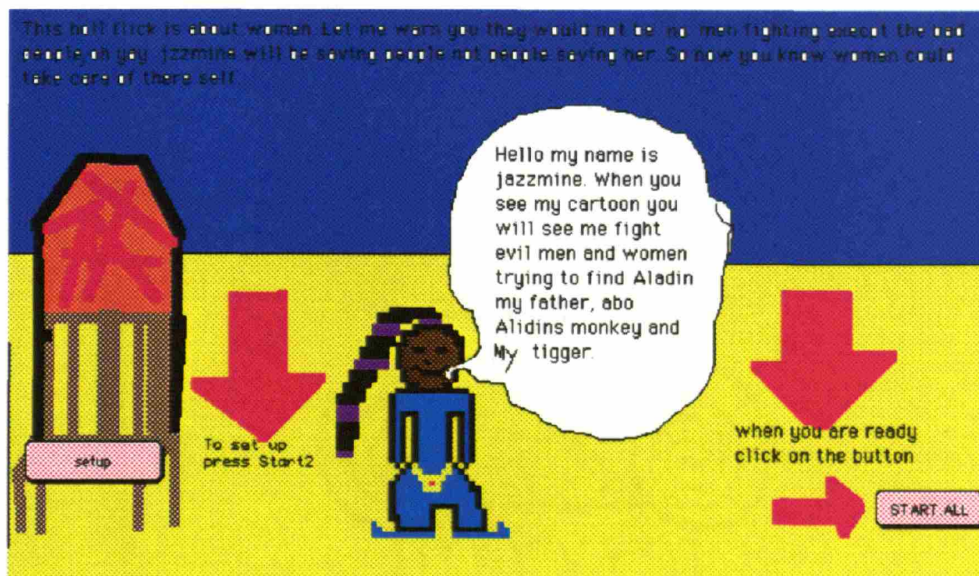 This hell flick is about women. Let me warn you they would not be no men fighting except the bad
people on yay jzzmine will be saving people not people saving her. So now you know women could
take care of there self
Hello my name is
jazzmine. When you
see my cartoon you
will see me fight
evil men and women
trying to find Aladin
my father, abo
Alidins monkey and
My tigger.
To set up
press Start2
setup
when you are ready
click on the button
START ALL